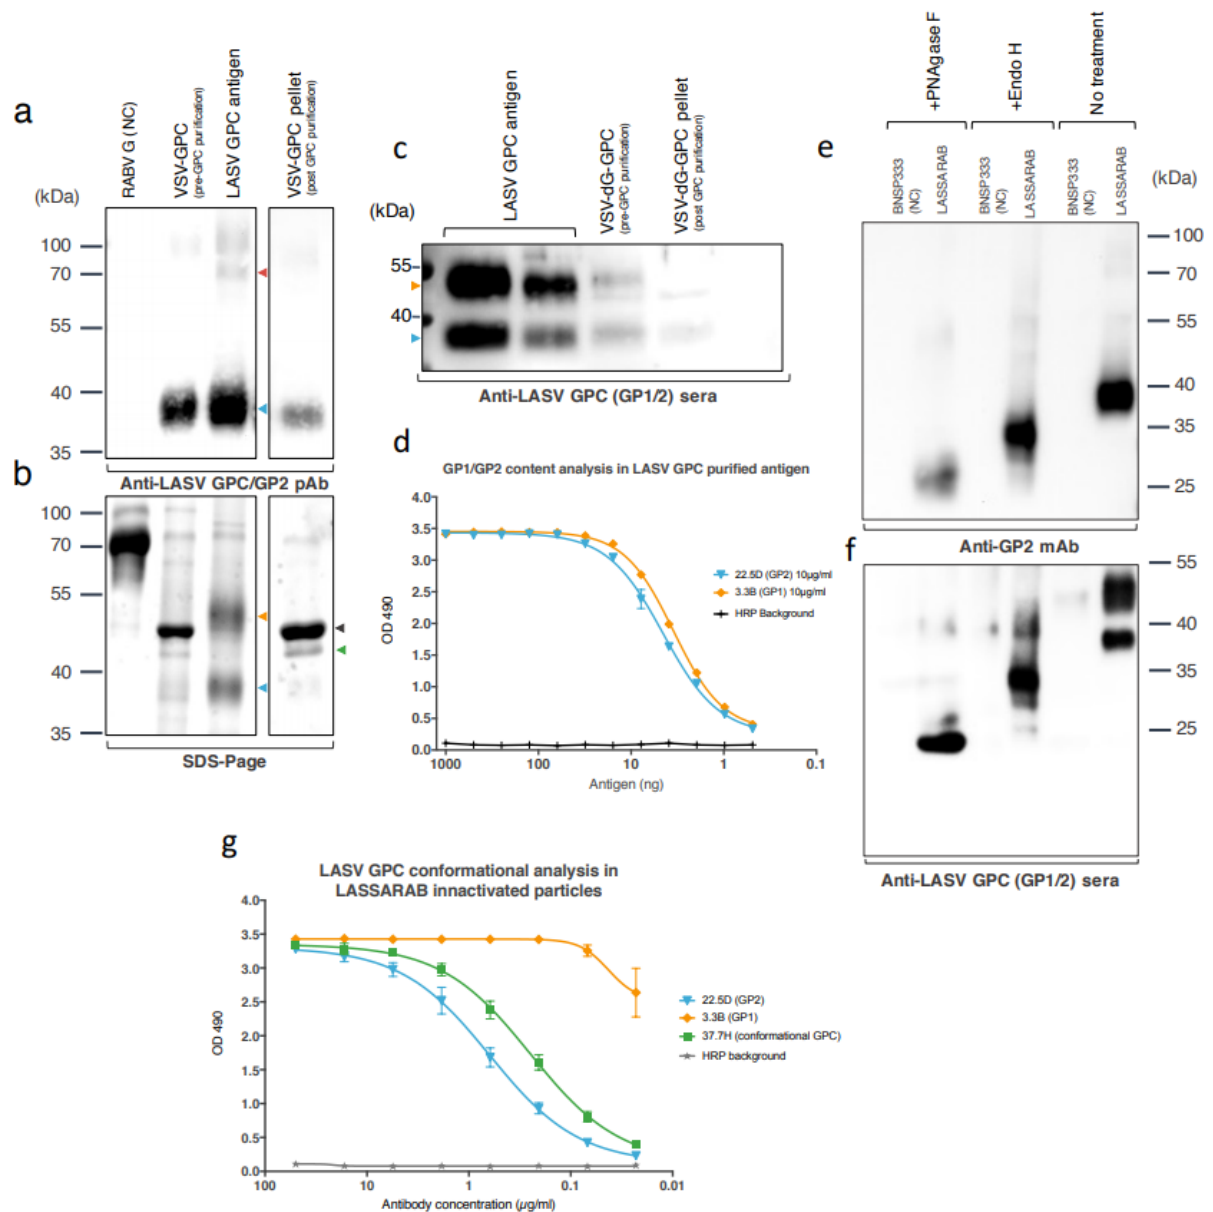 a
(kDa)
RABV G (NC)
VSV-GPC
(pre-GPC purification)
LASV GPC antigen
VSV-GPC pellet
(post GPC purification)
100
70
55
40
35
Anti-LASV GPC/GP2 pAb
b
100
70
55
40
35
SDS-Page
c
(kDa)
LASV GPC antigen
VSV-dG-GPC
(pre-GPC purification)
VSV-dG-GPC pellet
(post GPC purification)
55
40
Anti-LASV GPC (GP1/2) sera
d
GP1/GP2 content analysis in LASV GPC purified antigen
4.0
3.5
3.0
2.5
2.0
1.5
1.0
0.5
0.0
OD 490
1000
100
10
1
0.1
Antigen (ng)
22.5D (GP2) 10µg/ml
3.3B (GP1) 10µg/ml
HRP Background
e
+PNAgase F
+Endo H
No treatment
BNSP333
(NC)
LASSARAB
BNSP333
(NC)
LASSARAB
BNSP333
(NC)
LASSARAB
(kDa)
100
70
55
40
35
25
Anti-GP2 mAb
f
55
40
35
25
Anti-LASV GPC (GP1/2) sera
g
LASV GPC conformational analysis in
LASSARAB innactivated particles
4.0
3.5
3.0
2.5
2.0
1.5
1.0
0.5
0.0
OD 490
100
10
1
0.1
0.01
Antibody concentration (µg/ml)
22.5D (GP2)
3.3B (GP1)
37.7H (conformational GPC)
HRP background